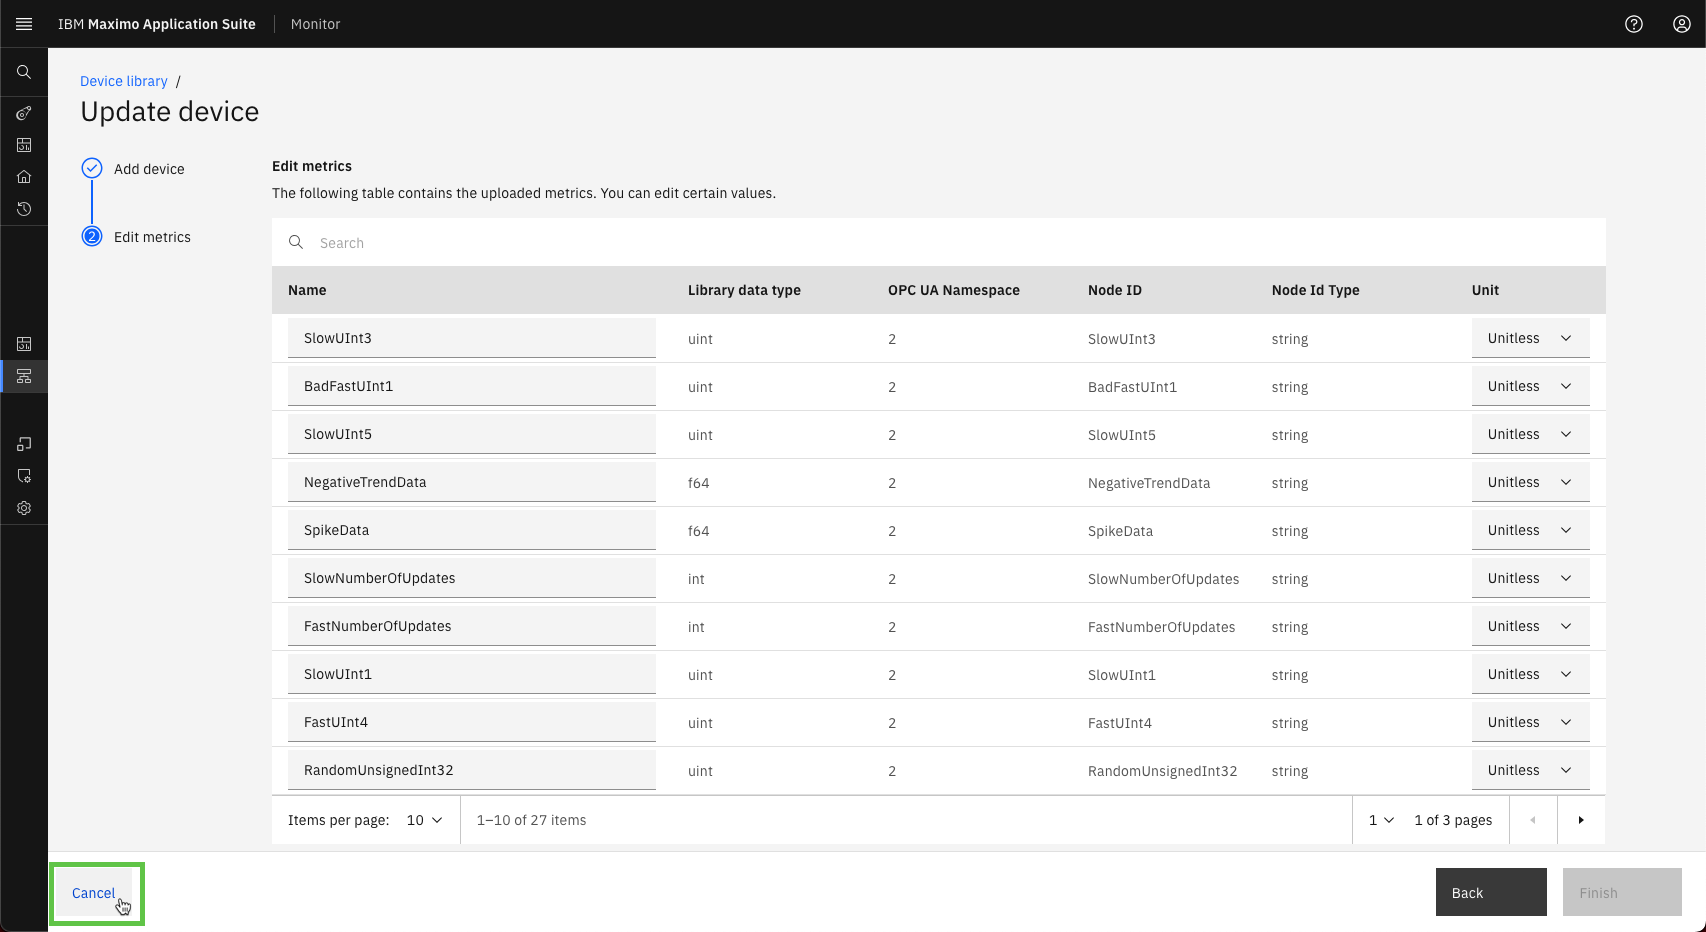 IBM Maximo Application Suite Monitor
Device library /
Update device
Add device
2 Edit metrics
Edit metrics
The following table contains the uploaded metrics. You can edit certain values.
Search
Name Library data type OPC UA Namespace Node ID Node Id Type Unit
SlowUInt3 uint 2 SlowUInt3 string Unitless
BadFastUInt1 uint 2 BadFastUInt1 string Unitless
SlowUInt5 uint 2 SlowUInt5 string Unitless
NegativeTrendData f64 2 NegativeTrendData string Unitless
SpikeData f64 2 SpikeData string Unitless
SlowNumberOfUpdates int 2 SlowNumberOfUpdates string Unitless
FastNumberOfUpdates int 2 FastNumberOfUpdates string Unitless
SlowUInt1 uint 2 SlowUInt1 string Unitless
FastUInt4 uint 2 FastUInt4 string Unitless
RandomUnsignedInt32 uint 2 RandomUnsignedInt32 string Unitless
Items per page: 10 1–10 of 27 items 1 1 of 3 pages
Cancel Back Finish